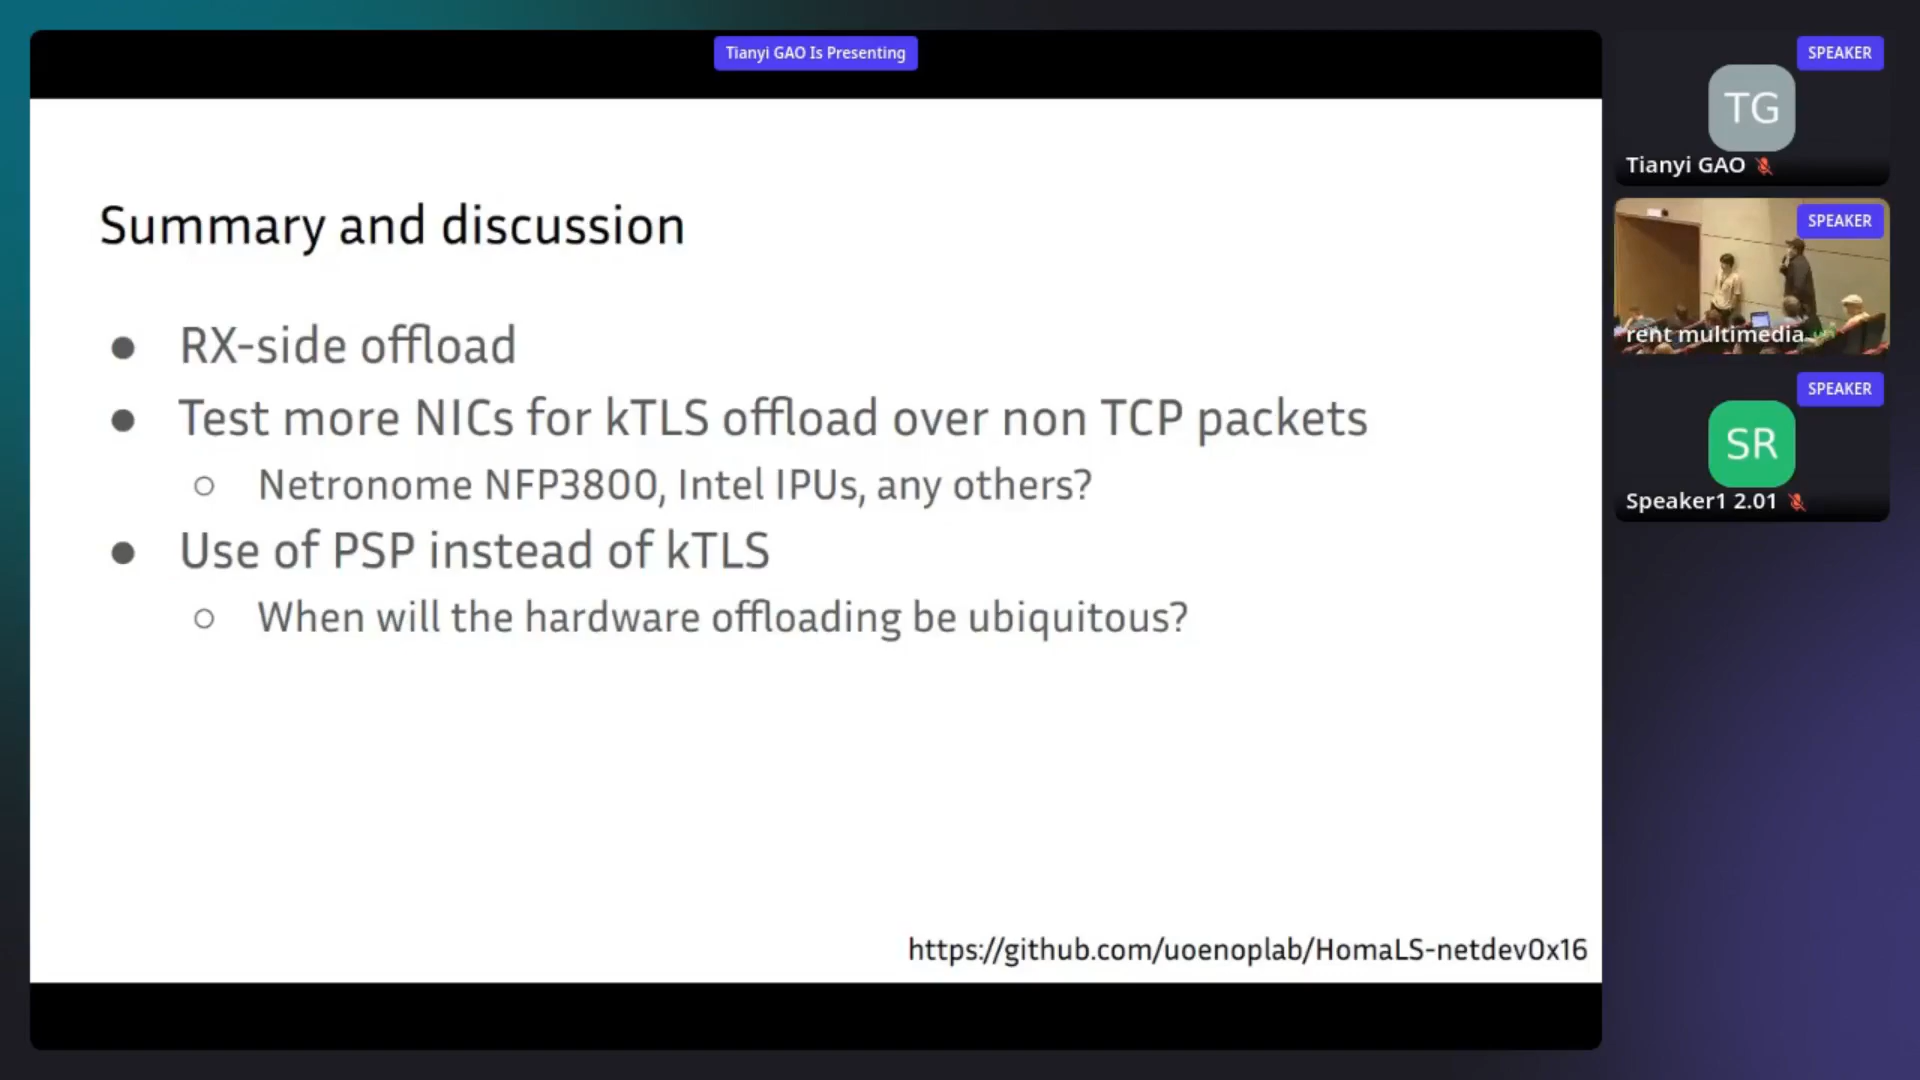 Tianyi GAO Is Presenting
Summary and discussion
● RX-side offload
● Test more NICs for kTLS offload over non TCP packets
○ Netronome NFP3800, Intel IPUs, any others?
● Use of PSP instead of kTLS
○ When will the hardware offloading be ubiquitous?
https://github.com/uoenoplab/HomaLS-netdev0x16
SPEAKER
TG
Tianyi GAO
SPEAKER
rent multimedia
SPEAKER
SR
Speaker1 2.01